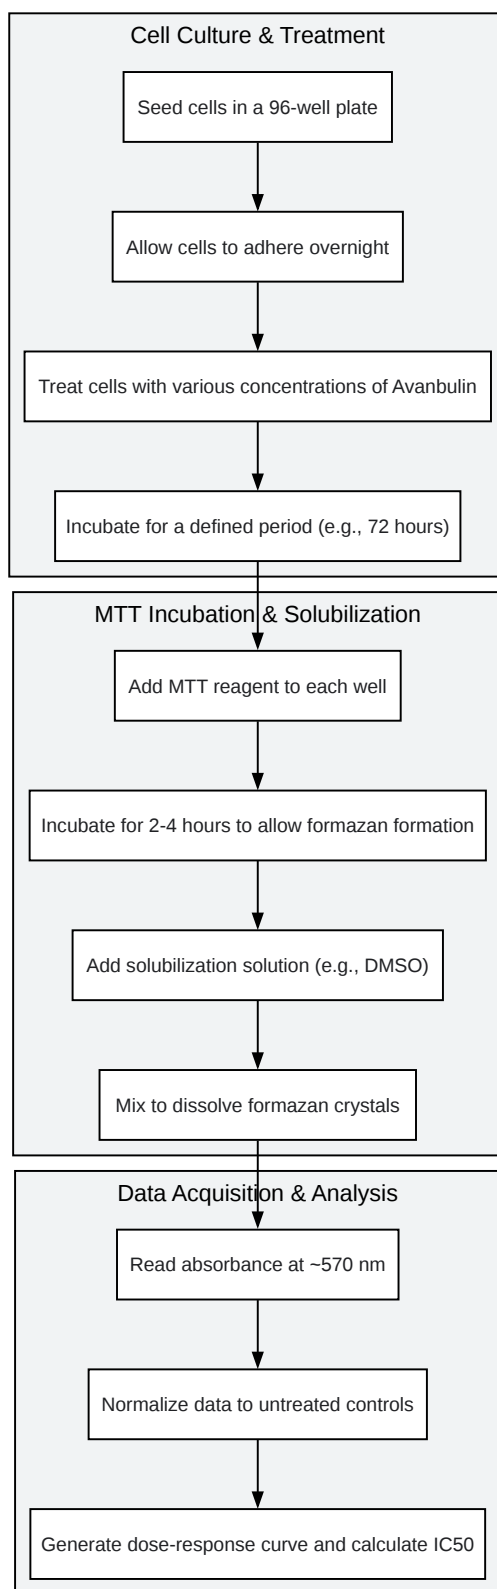 Cell Culture & Treatment
Seed cells in a 96-well plate
Allow cells to adhere overnight
Treat cells with various concentrations of Avanbulin
Incubate for a defined period (e.g., 72 hours)
MTT Incubation & Solubilization
Add MTT reagent to each well
Incubate for 2-4 hours to allow formazan formation
Add solubilization solution (e.g., DMSO)
Mix to dissolve formazan crystals
Data Acquisition & Analysis
Read absorbance at ~570 nm
Normalize data to untreated controls
Generate dose-response curve and calculate IC50